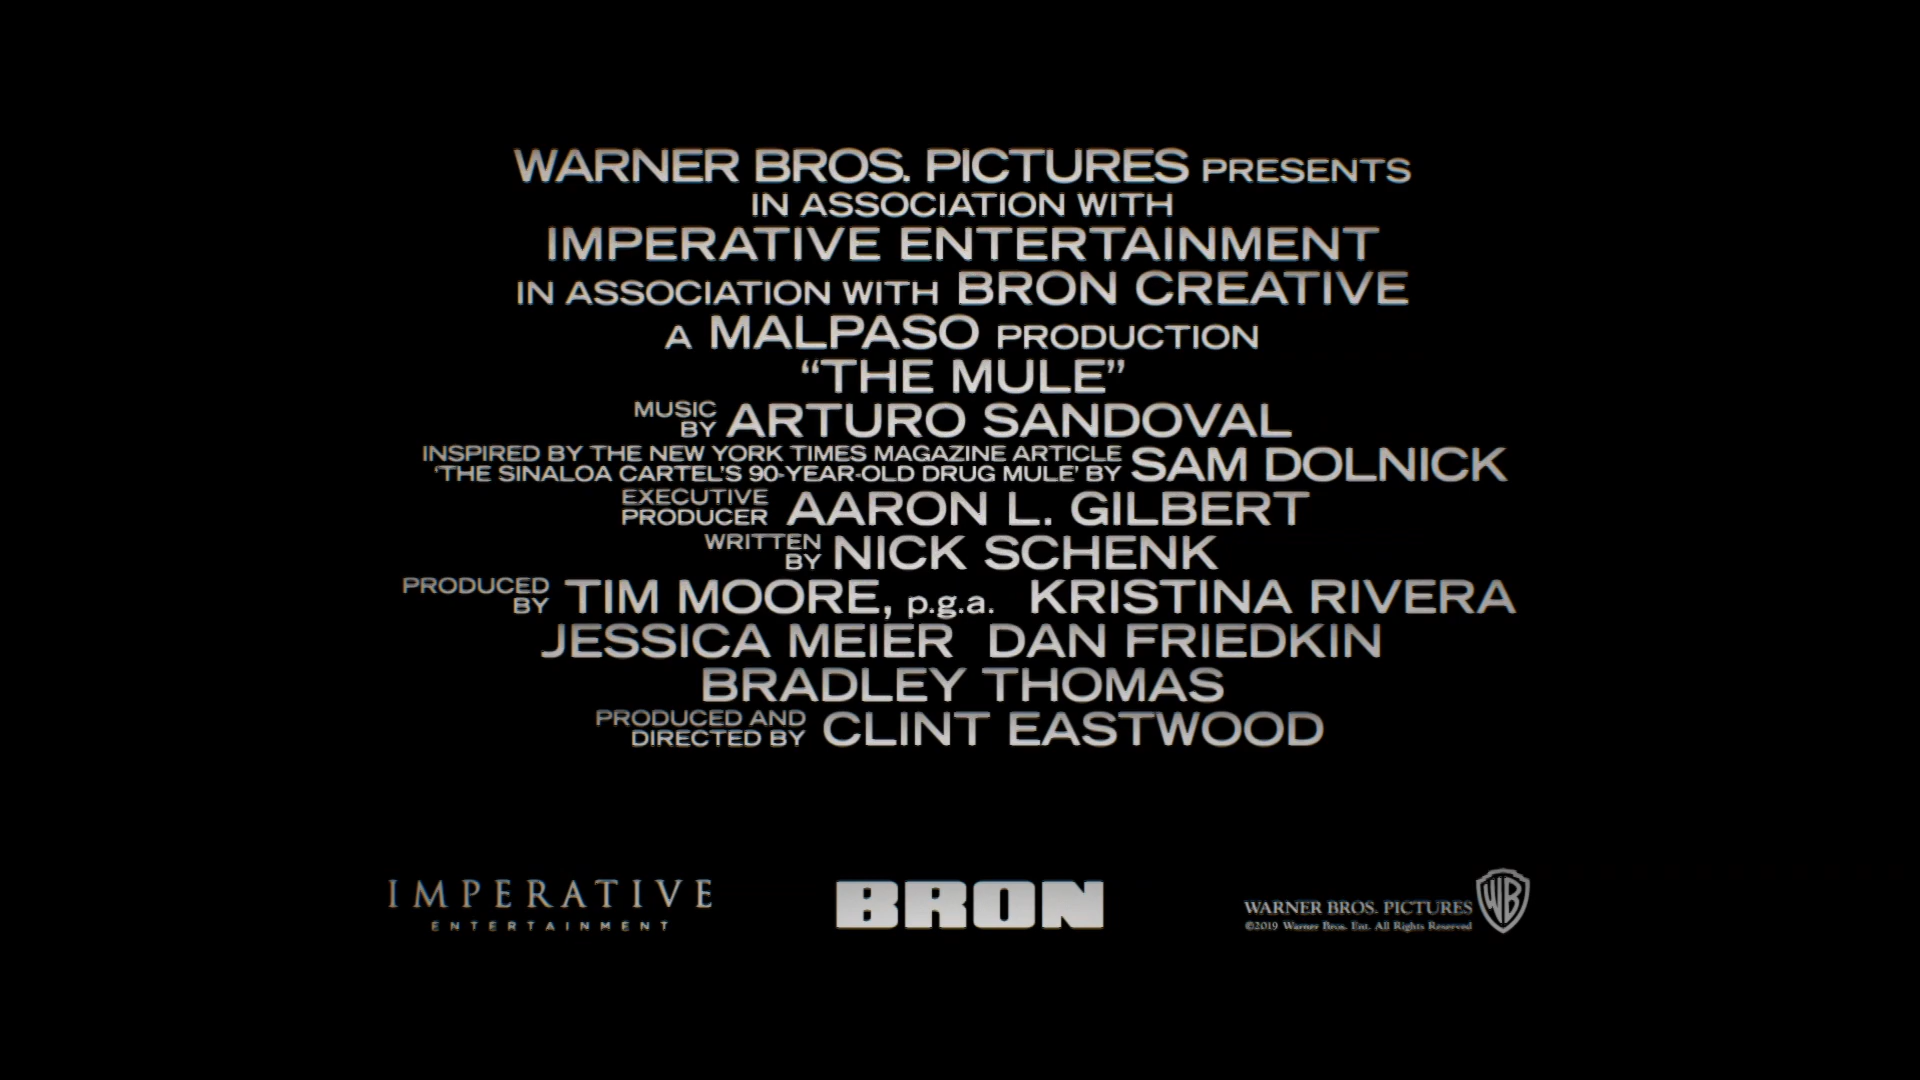 WARNER BROS. PICTURES PRESENTS
IN ASSOCIATION WITH
IMPERATIVE ENTERTAINMENT
IN ASSOCIATION WITH BRON CREATIVE
A MALPASO PRODUCTION
“THE MULE”
MUSIC BY ARTURO SANDOVAL
INSPIRED BY THE NEW YORK TIMES MAGAZINE ARTICLE
‘THE SINALOA CARTEL’S 90-YEAR-OLD DRUG MULE’ BY SAM DOLNICK
EXECUTIVE PRODUCER AARON L. GILBERT
WRITTEN BY NICK SCHENK
PRODUCED BY TIM MOORE, p.g.a. KRISTINA RIVERA
JESSICA MEIER DAN FRIEDKIN
BRADLEY THOMAS
PRODUCED AND DIRECTED BY CLINT EASTWOOD
IMPERATIVE
ENTERTAINMENT
BRON
WARNER BROS. PICTURES
©2019 Warner Bros. Ent. All Rights Reserved
WB